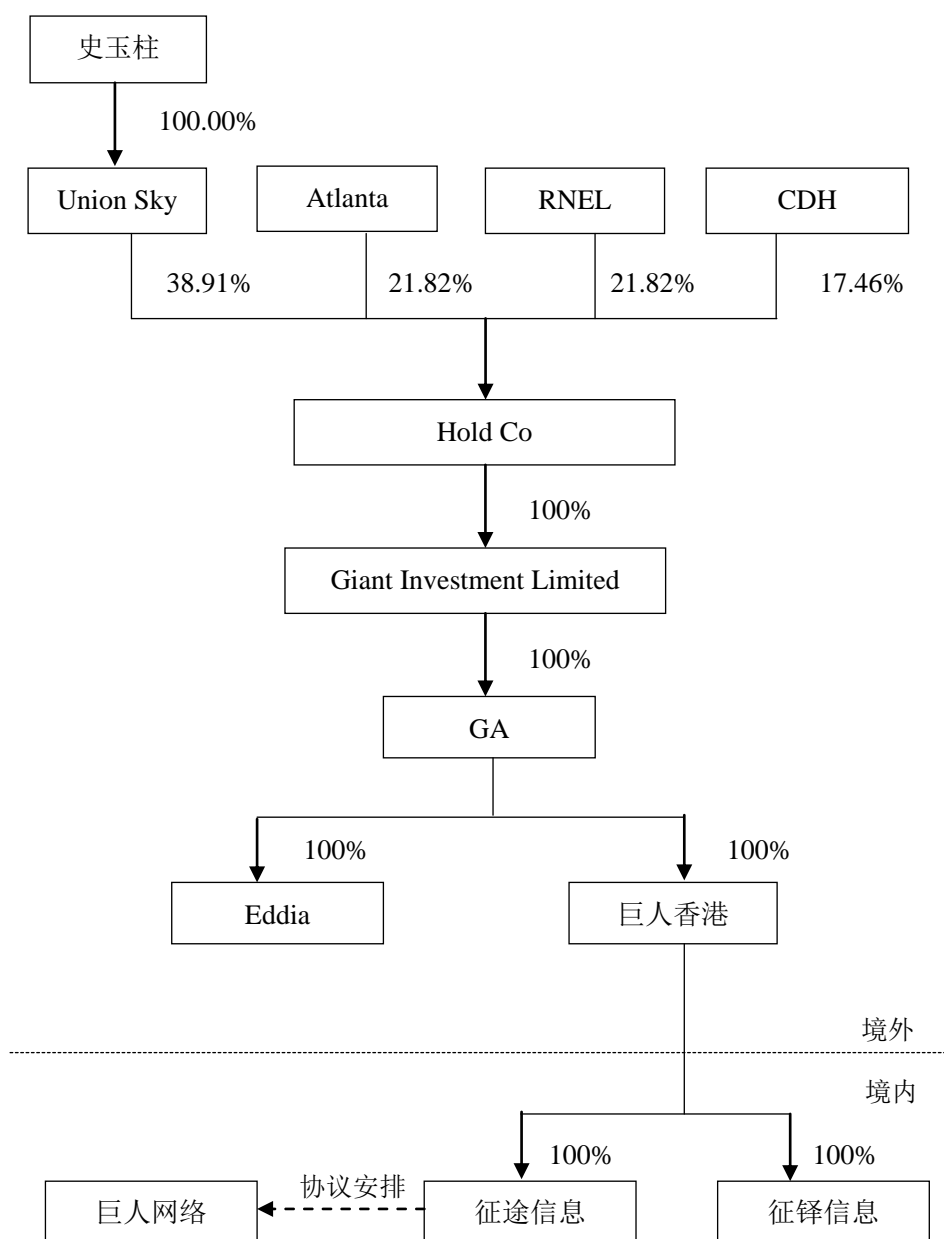 史玉柱
100.00%
Union Sky
Atlanta
RNEL
CDH
38.91%
21.82%
21.82%
17.46%
Hold Co
100%
Giant Investment Limited
100%
GA
100%
100%
Eddia
巨人香港
境外
境内
100%
100%
协议安排
巨人网络
征途信息
征铎信息